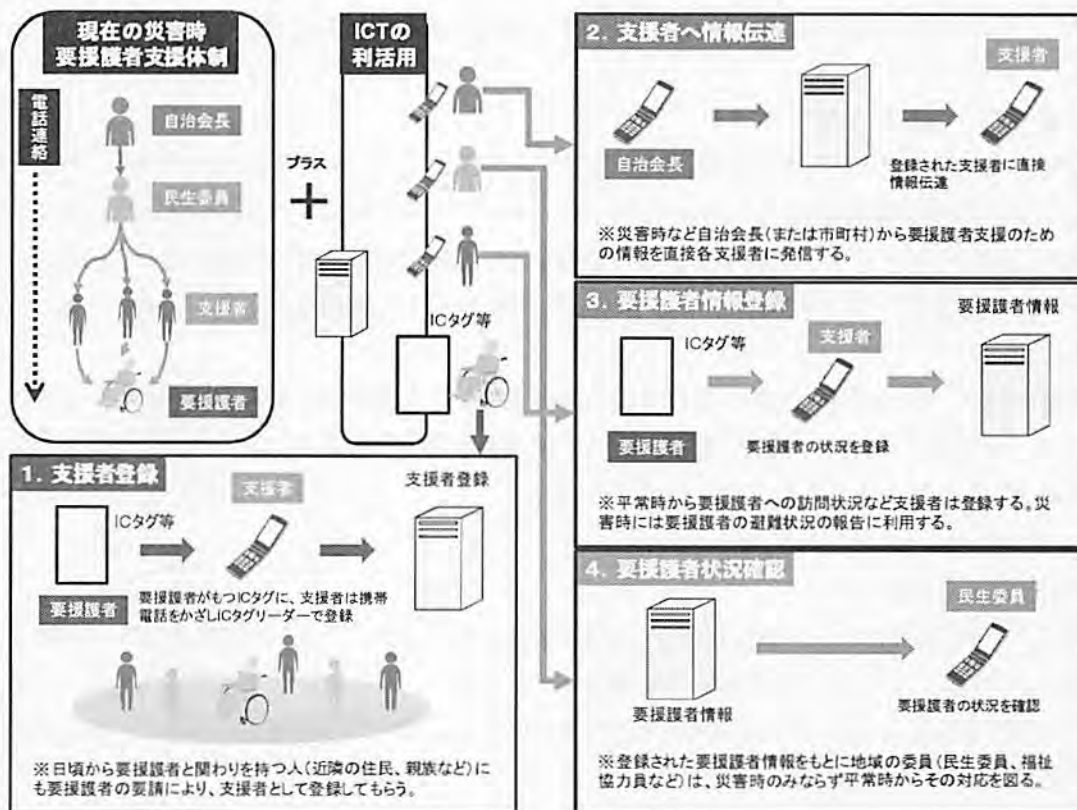 現在の災害時
要援護者支援体制
電話連絡
自治会長
民生委員
支援者
要援護者
プラス
+
ICTの
利活用
ICタグ等
1. 支援者登録
ICタグ等
支援者
支援者登録
要援護者
要援護者がもつICタグに、支援者は携帯
電話をかざしICタグリーダーで登録
※日頃から要援護者と関わりを持つ人(近隣の住民、親族など)に
も要援護者の要請により、支援者として登録してもらう。
2. 支援者へ情報伝達
支援者
自治会長
登録された支援者に直接
情報伝達
※災害時など自治会長(または市町村)から要援護者支援のため
の情報を直接各支援者に発信する。
3. 要援護者情報登録
要援護者情報
ICタグ等
支援者
要援護者
要援護者の状況を登録
※平常時から要援護者への訪問状況など支援者は登録する。災
害時には要援護者の避難状況の報告に利用する。
4. 要援護者状況確認
民生委員
要援護者情報
要援護者の状況を確認
※登録された要援護者情報をもとに地域の委員(民生委員、福祉
協力員など)は、災害時のみならず平常時からその対応を図る。